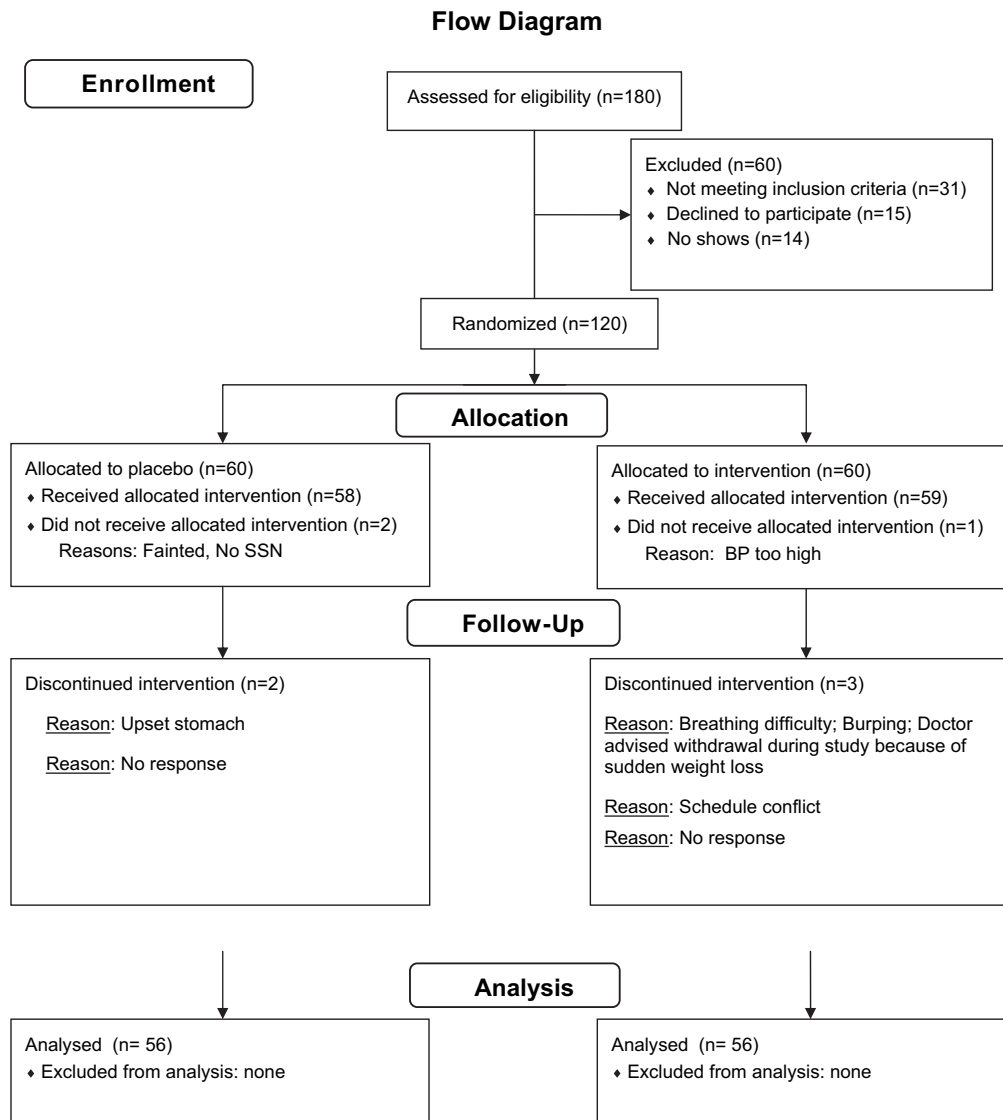 Flow Diagram
Enrollment
Assessed for eligibility (n=180)
Excluded (n=60)
♦ Not meeting inclusion criteria (n=31)
♦ Declined to participate (n=15)
♦ No shows (n=14)
Randomized (n=120)
Allocation
Allocated to placebo (n=60)
♦ Received allocated intervention (n=58)
♦ Did not receive allocated intervention (n=2)
Reasons: Fainted, No SSN
Allocated to intervention (n=60)
♦ Received allocated intervention (n=59)
♦ Did not receive allocated intervention (n=1)
Reason: BP too high
Follow-Up
Discontinued intervention (n=2)
Reason: Upset stomach
Reason: No response
Discontinued intervention (n=3)
Reason: Breathing difficulty; Burping; Doctor
advised withdrawal during study because of
sudden weight loss
Reason: Schedule conflict
Reason: No response
Analysis
Analysed (n= 56)
♦ Excluded from analysis: none
Analysed (n= 56)
♦ Excluded from analysis: none